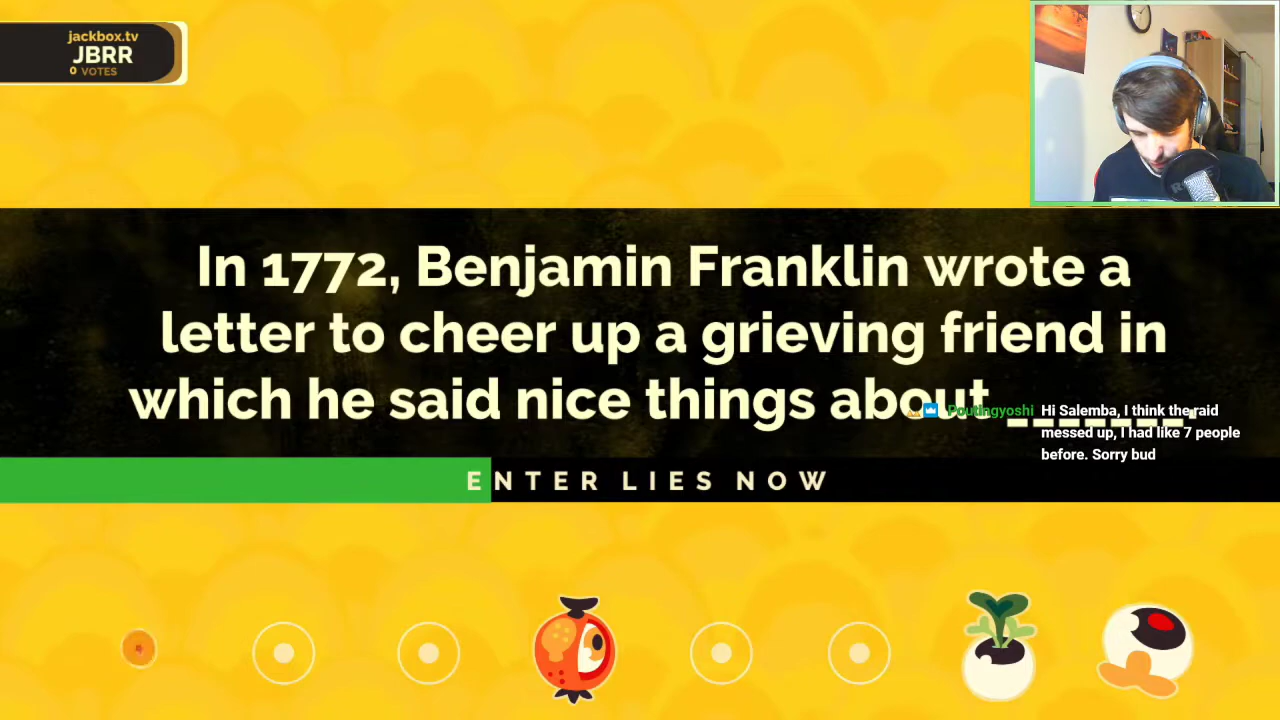 jackbox.tv
JBRR
0 VOTES
In 1772, Benjamin Franklin wrote a
letter to cheer up a grieving friend in
which he said nice things about_______.
Poutingyoshi Hi Salemba, I think the raid
messed up, I had like 7 people
before. Sorry bud
ENTER LIES NOW